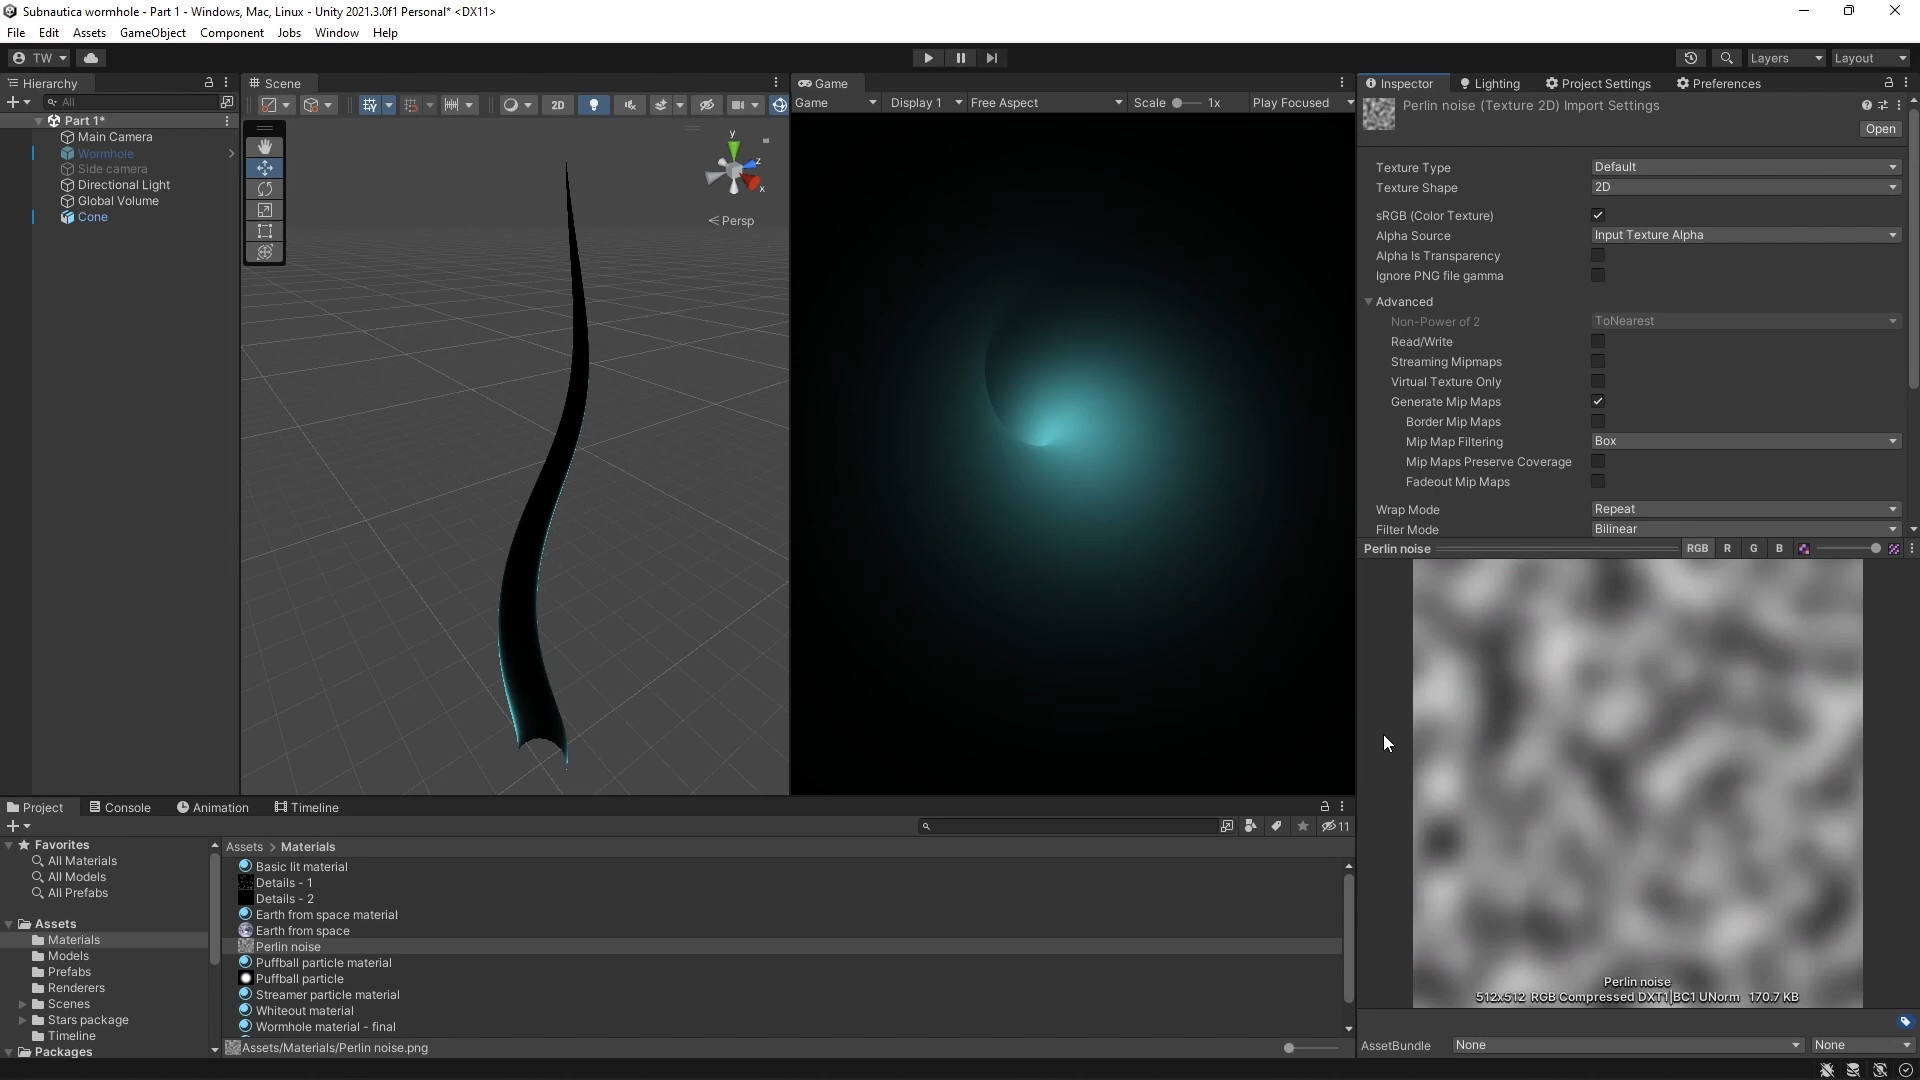 Subnautica wormhole - Part 1 - Windows, Mac, Linux - Unity 2021.3.0f1 Personal* <DX11>
File Edit Assets GameObject Component Jobs Window Help
TW Layers Layout
Hierarchy
All
Part 1*
Main Camera
Wormhole
Side camera
Directional Light
Global Volume
Cone
Scene
2D
y
z
x
Persp
Game
Game Display 1 Free Aspect Scale 1x Play Focused
Inspector Lighting Project Settings Preferences
Perlin noise (Texture 2D) Import Settings
Open
Texture Type Default
Texture Shape 2D
sRGB (Color Texture)
Alpha Source Input Texture Alpha
Alpha Is Transparency
Ignore PNG file gamma
Advanced
Non-Power of 2 ToNearest
Read/Write
Streaming Mipmaps
Virtual Texture Only
Generate Mip Maps
Border Mip Maps
Mip Map Filtering Box
Mip Maps Preserve Coverage
Fadeout Mip Maps
Wrap Mode Repeat
Filter Mode Bilinear
Perlin noise RGB R G B
Perlin noise
512x512 RGB Compressed DXT1|BC1 UNorm 170.7 KB
AssetBundle None None
Project Console Animation Timeline
11
Favorites
All Materials
All Models
All Prefabs
Assets
Materials
Models
Prefabs
Renderers
Scenes
Stars package
Timeline
Packages
Assets > Materials
Basic lit material
Details - 1
Details - 2
Earth from space material
Earth from space
Perlin noise
Puffball particle material
Puffball particle
Streamer particle material
Whiteout material
Wormhole material - final
Assets/Materials/Perlin noise.png